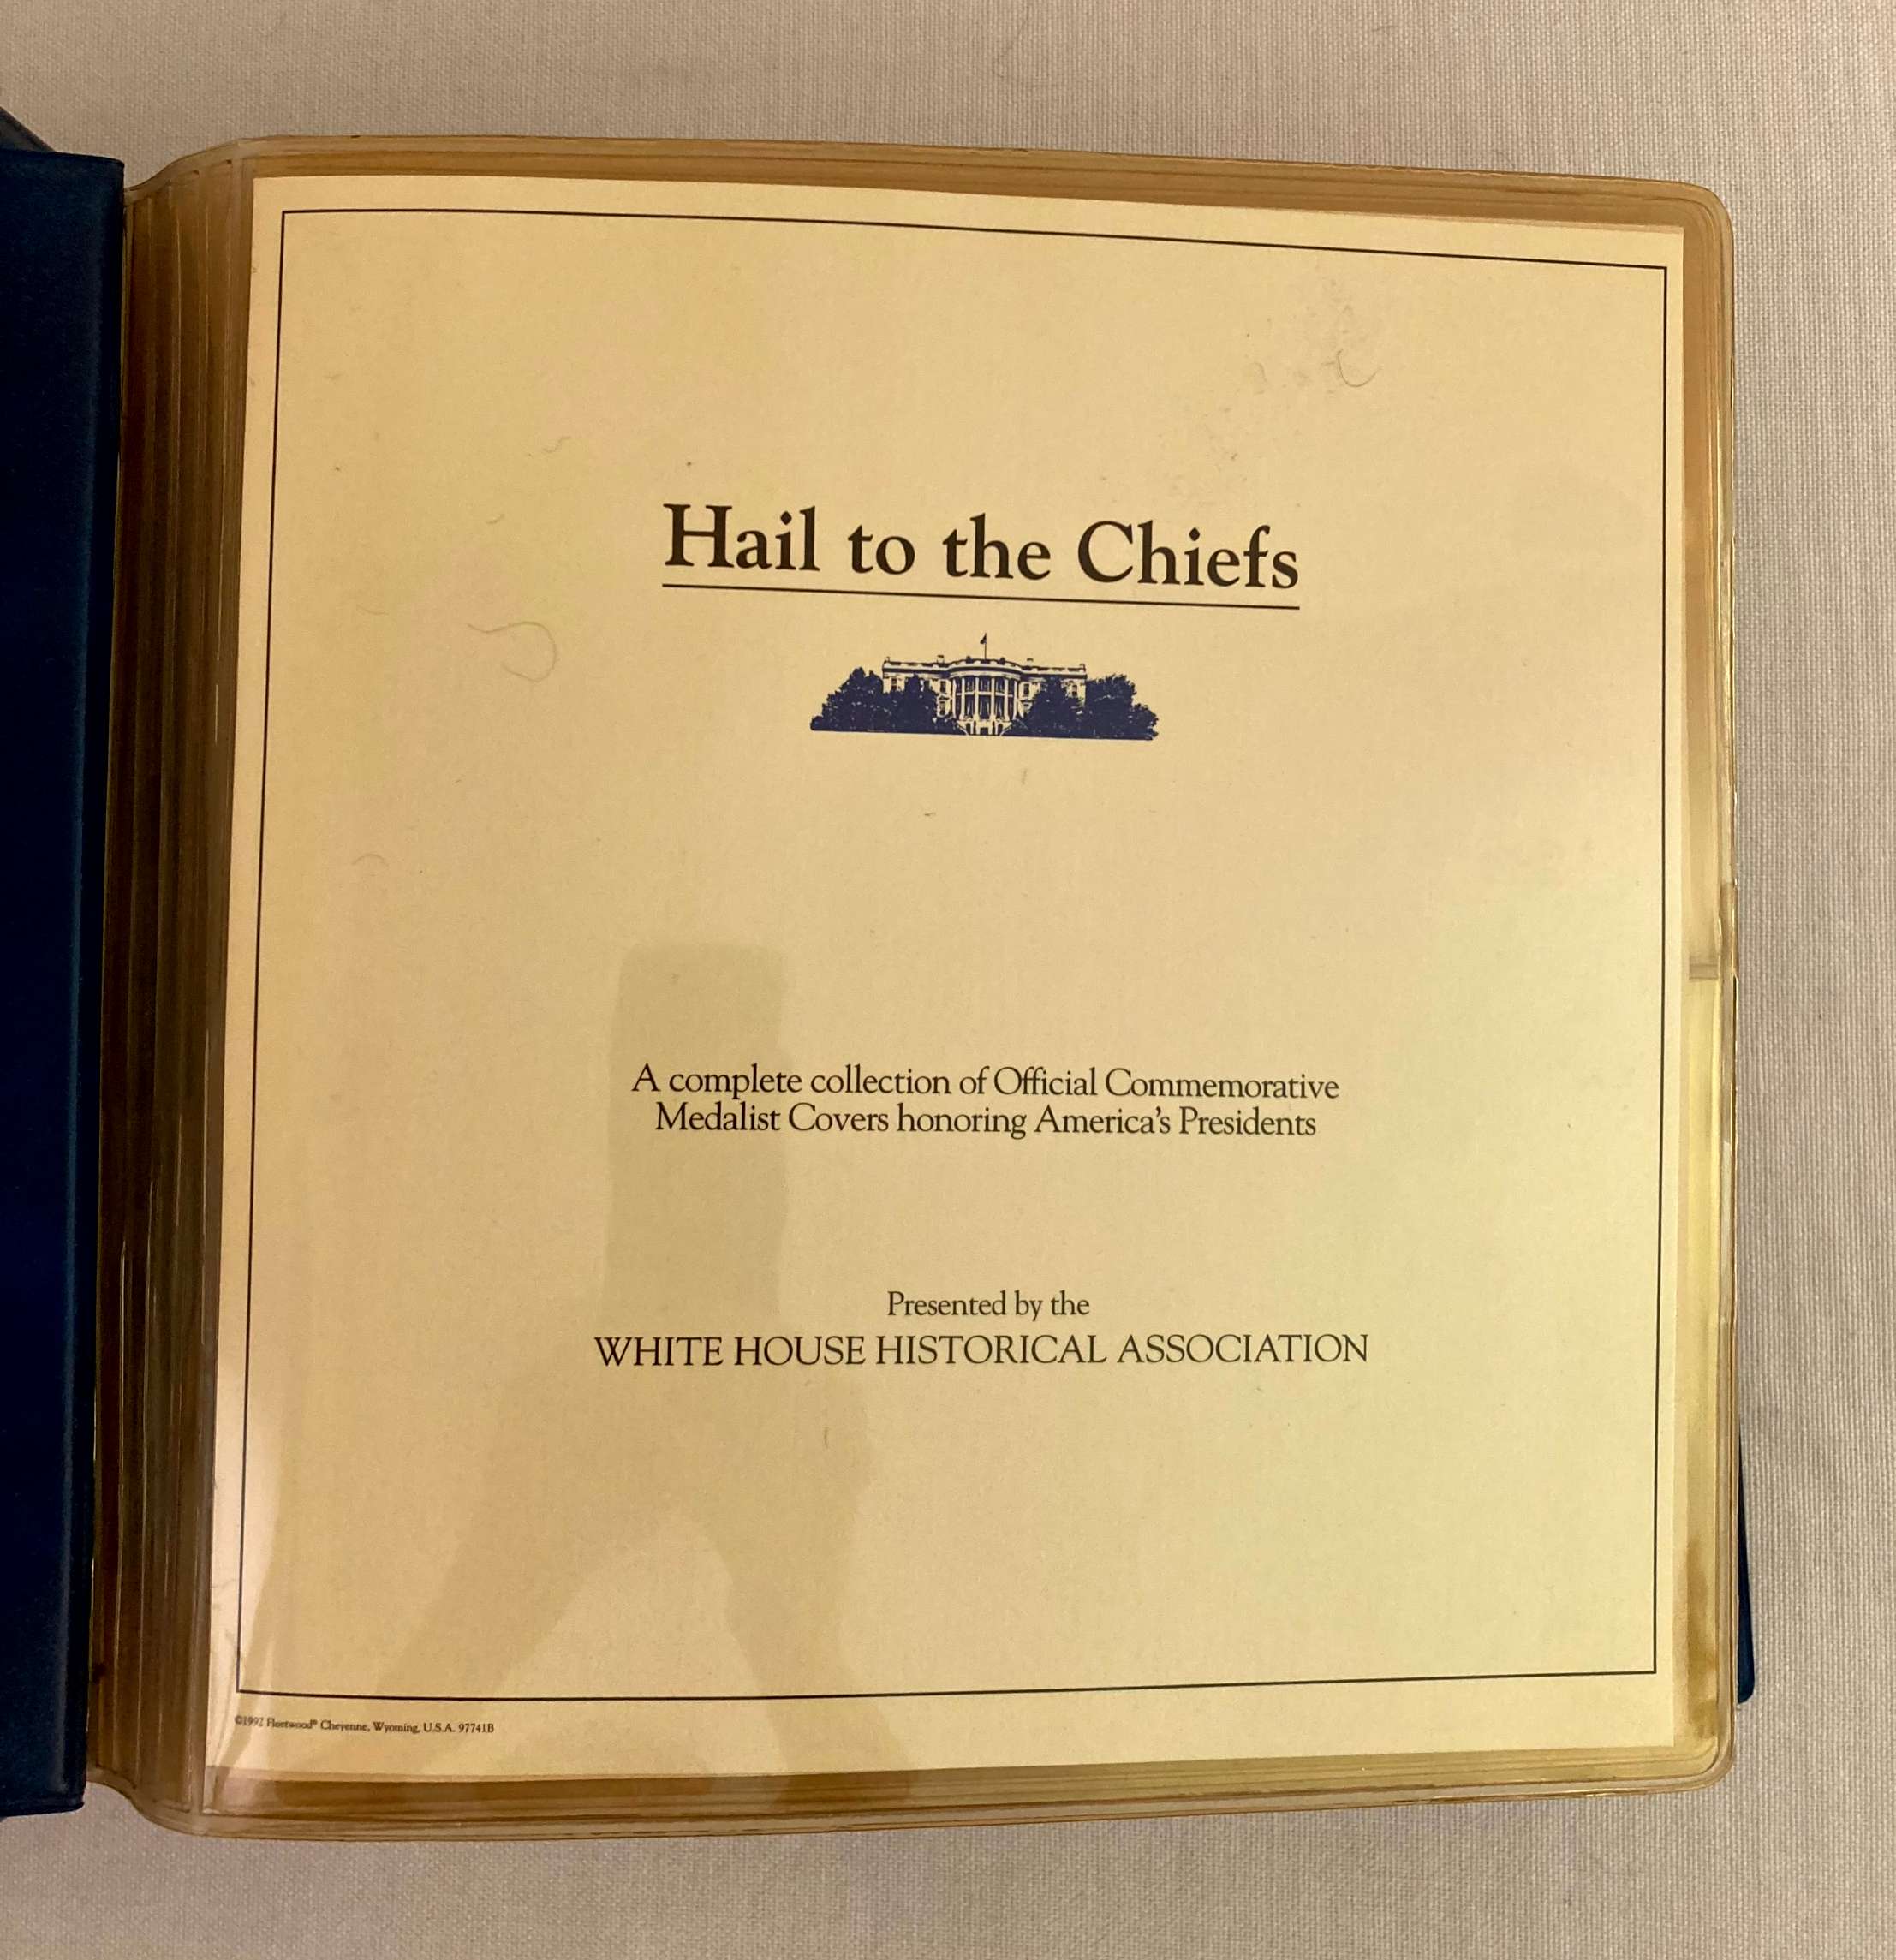 Hail to the Chiefs
A complete collection of Official Commemorative
Medalist Covers honoring America's Presidents
Presented by the
WHITE HOUSE HISTORICAL ASSOCIATION
©1992 Fleetwood® Cheyenne, Wyoming, U.S.A. 97741B